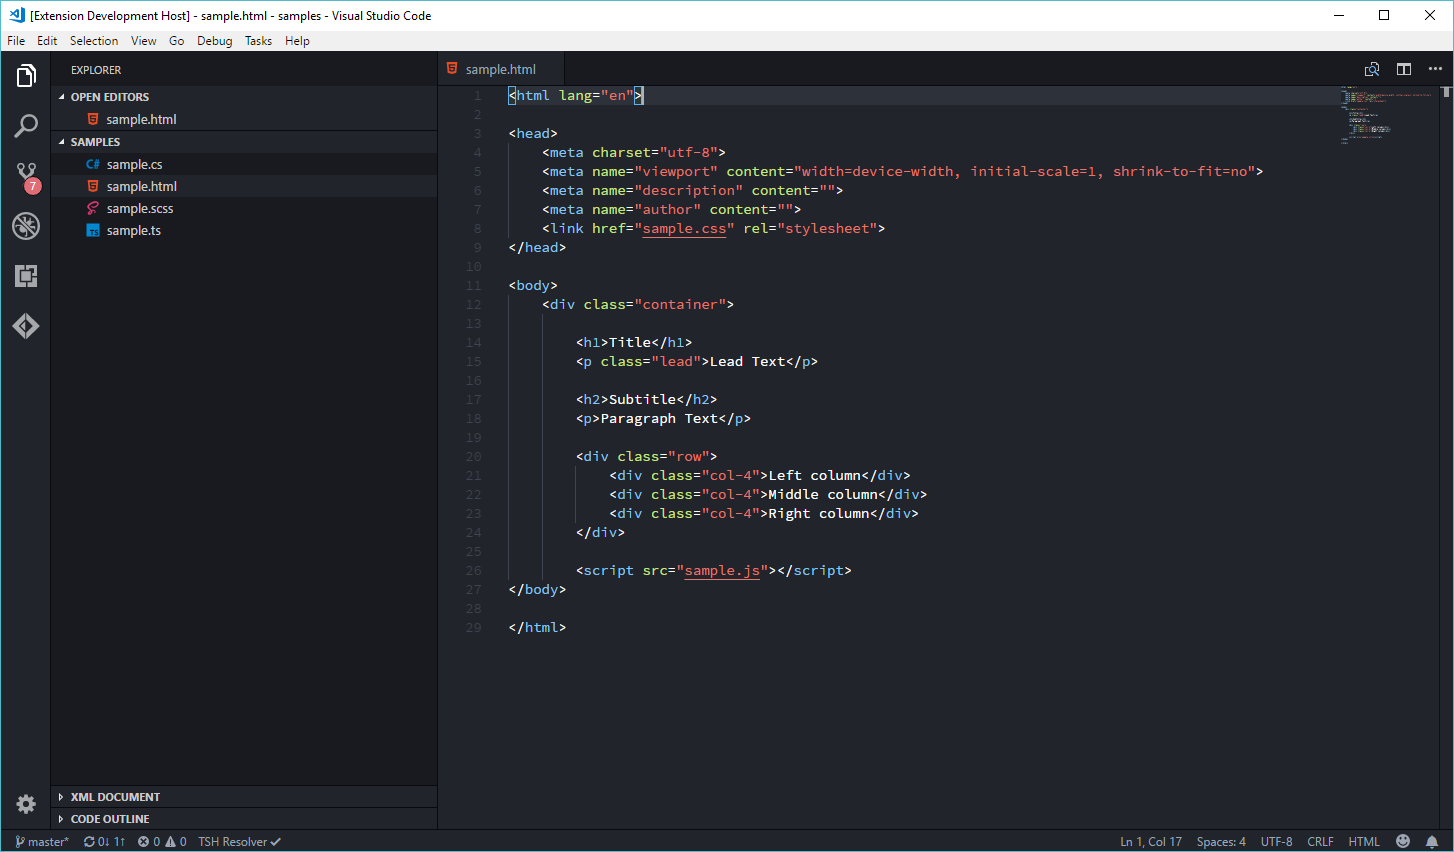 [Extension Development Host] - sample.html - samples - Visual Studio Code
File Edit Selection View Go Debug Tasks Help
EXPLORER
OPEN EDITORS
sample.html
SAMPLES
C# sample.cs
sample.html
sample.scss
TS sample.ts
7
XML DOCUMENT
CODE OUTLINE
sample.html
1 <html lang="en">
2
3 <head>
4     <meta charset="utf-8">
5     <meta name="viewport" content="width=device-width, initial-scale=1, shrink-to-fit=no">
6     <meta name="description" content="">
7     <meta name="author" content="">
8     <link href="sample.css" rel="stylesheet">
9 </head>
10
11 <body>
12     <div class="container">
13
14         <h1>Title</h1>
15         <p class="lead">Lead Text</p>
16
17         <h2>Subtitle</h2>
18         <p>Paragraph Text</p>
19
20         <div class="row">
21             <div class="col-4">Left column</div>
22             <div class="col-4">Middle column</div>
23             <div class="col-4">Right column</div>
24         </div>
25
26         <script src="sample.js"></script>
27 </body>
28
29 </html>
master* 0↓ 1↑ 0 0 TSH Resolver ✓ Ln 1, Col 17 Spaces: 4 UTF-8 CRLF HTML